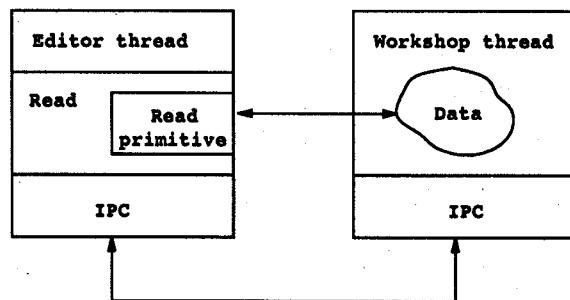 Editor thread
Read
Read
primitive
IPC
Workshop thread
Data
IPC